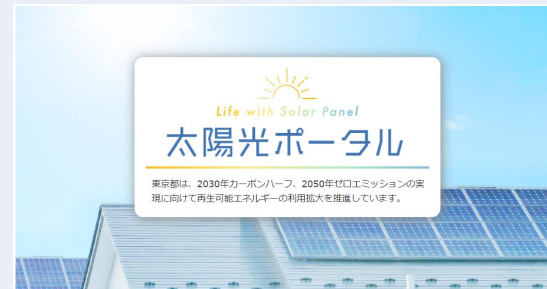 Life with Solar Panel
太陽光ポータル
東京都は、2030年カーボンハーフ、2050年ゼロエミッションの実
現に向けて再生可能エネルギーの利用拡大を推進しています。